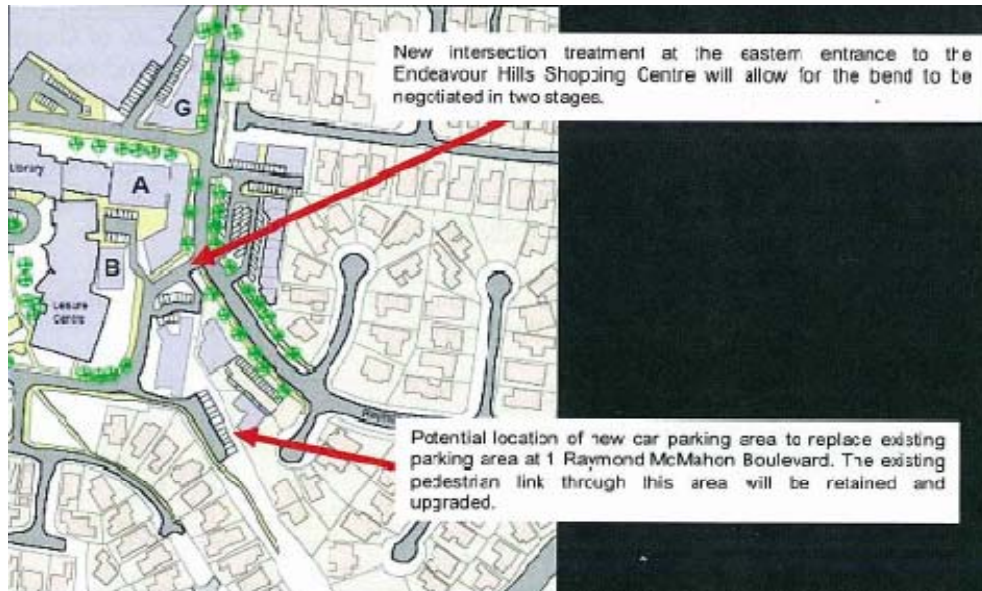 New intersection treatment at the eastern entrance to the
Endeavour Hills Shopping Centre will allow for the bend to be
negotiated in two stages.
G
Library
A
B
Leisure
Centre
Potential location of new car parking area to replace existing
parking area at 1 Raymond McMahon Boulevard. The existing
pedestrian link through this area will be retained and
upgraded.